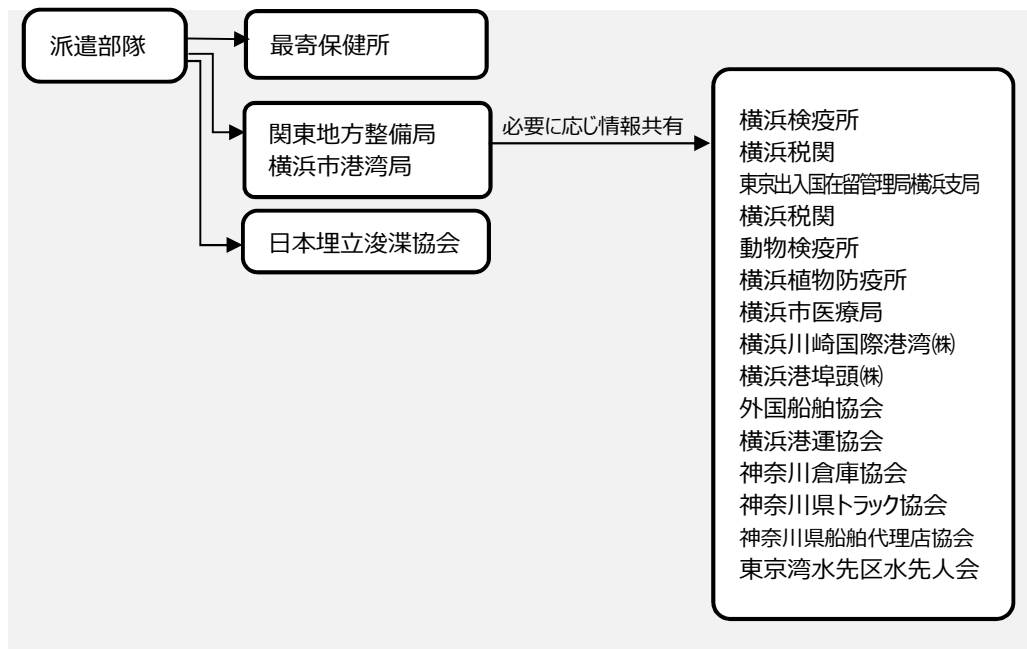 派遣部隊
最寄保健所
関東地方整備局
横浜市港湾局
日本埋立浚渫協会
必要に応じ情報共有
横浜検疫所
横浜税関
東京出入国在留管理局横浜支局
横浜税関
動物検疫所
横浜植物防疫所
横浜市医療局
横浜川崎国際港湾㈱
横浜港埠頭㈱
外国船舶協会
横浜港運協会
神奈川倉庫協会
神奈川県トラック協会
神奈川県船舶代理店協会
東京湾水先区水先人会